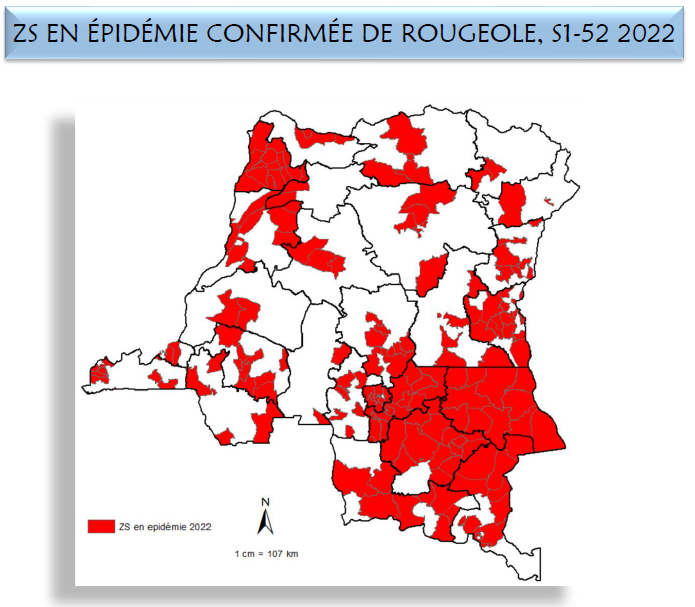 ZS EN ÉPIDÉMIE CONFIRMÉE DE ROUGEOLE, S1-52 2022
N
ZS en epidémie 2022
1 cm = 107 km